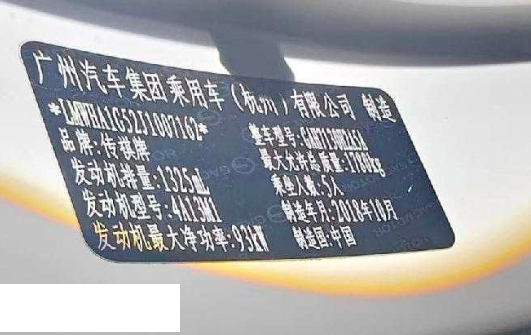 广州汽车集团乘用车(杭州)有限公司 制造
*LMWHA1G52J1007162*
品牌:传祺牌 整车型号:GAM7130H2A5A
发动机排量:1325mL 最大允许总质量:1780kg
发动机型号:4A13M1 乘坐人数:5人
发动机最大净功率:93kW 制造年月:2018年10月
制造国:中国